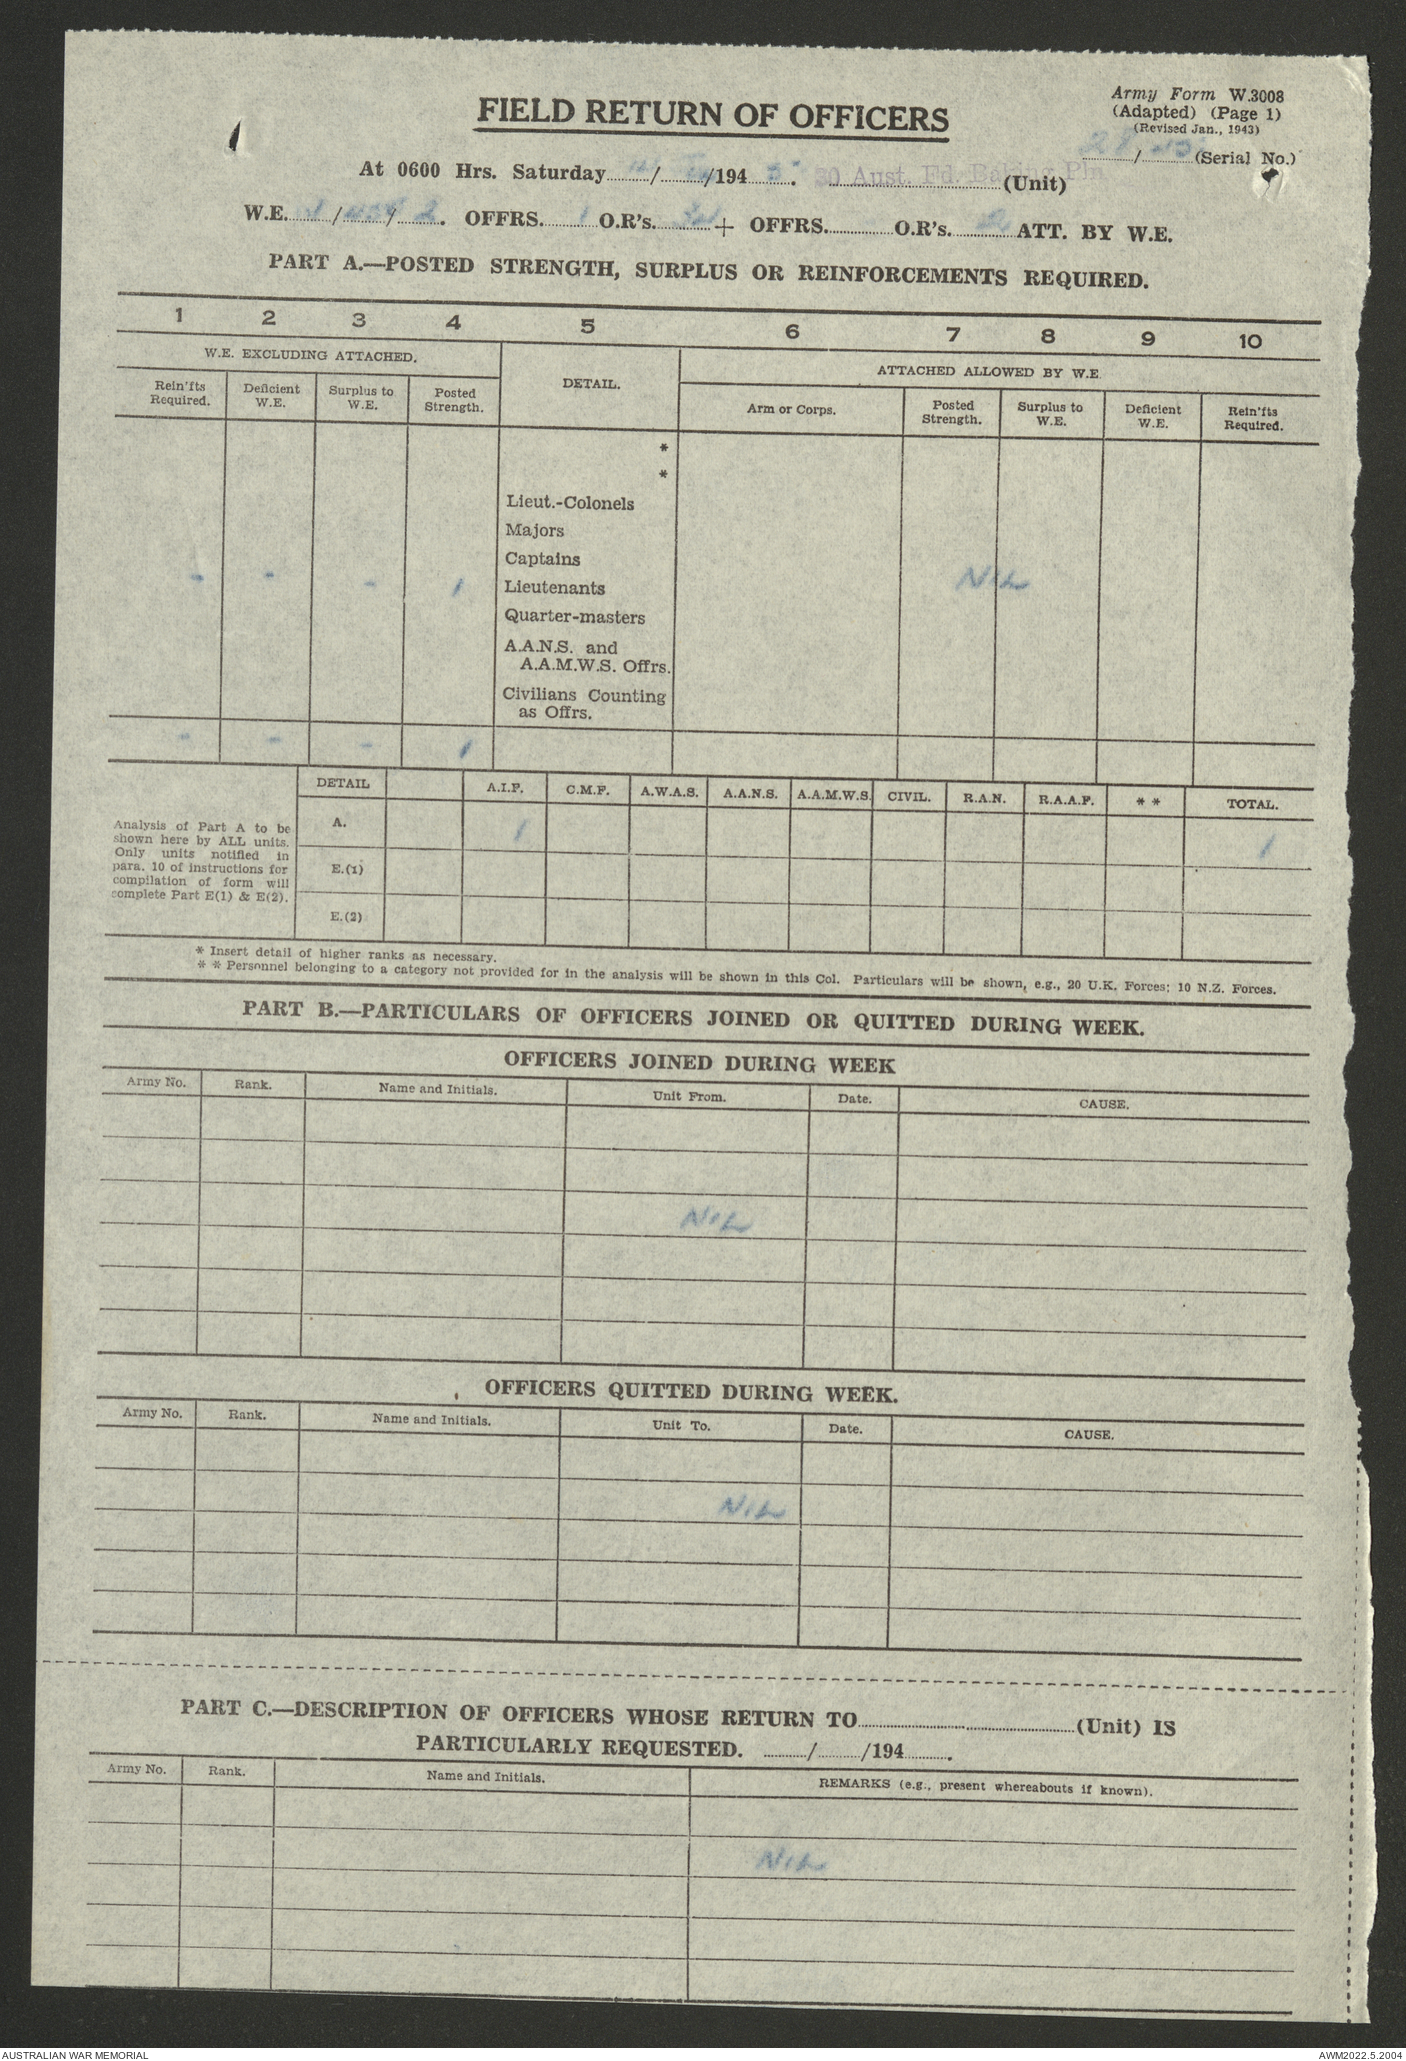 Army Form W.3008
(Adapted) (Page 1)
(Revised Jan., 1943)
FIELD RETURN OF OFFICERS
28/ (Serial No.)
At 0600 Hrs. Saturday / /1945. 30 Aust. Fd. Baking Pln (Unit)
W.E. / / 2. OFFRS. 1 O.R's. 34 + OFFRS. O.R's. 2 ATT. BY W.E.
PART A.—POSTED STRENGTH, SURPLUS OR REINFORCEMENTS REQUIRED.
1 2 3 4 5 6 7 8 9 10
W.E. EXCLUDING ATTACHED. DETAIL. ATTACHED ALLOWED BY W.E.
Rein'fts Required. Deficient W.E. Surplus to W.E. Posted Strength. Arm or Corps. Posted Strength. Surplus to W.E. Deficient W.E. Rein'fts Required.
*
*
Lieut.-Colonels
Majors
Captains
- - - 1 Lieutenants NIL
Quarter-masters
A.A.N.S. and
A.A.M.W.S. Offrs.
Civilians Counting
as Offrs.
- - - 1
DETAIL A.I.F. C.M.F. A.W.A.S. A.A.N.S. A.A.M.W.S. CIVIL. R.A.N. R.A.A.F. * * TOTAL.
Analysis of Part A to be
shown here by ALL units.
Only units notified in
para. 10 of instructions for
compilation of form will
complete Part E(1) & E(2).
A. 1 1
E.(1)
E.(2)
* Insert detail of higher ranks as necessary.
* * Personnel belonging to a category not provided for in the analysis will be shown in this Col. Particulars will be shown, e.g., 20 U.K. Forces; 10 N.Z. Forces.
PART B.—PARTICULARS OF OFFICERS JOINED OR QUITTED DURING WEEK.
OFFICERS JOINED DURING WEEK
Army No. Rank. Name and Initials. Unit From. Date. CAUSE.
NIL
OFFICERS QUITTED DURING WEEK.
Army No. Rank. Name and Initials. Unit To. Date. CAUSE.
NIL
PART C.—DESCRIPTION OF OFFICERS WHOSE RETURN TO (Unit) IS
PARTICULARLY REQUESTED. / /194 .
Army No. Rank. Name and Initials. REMARKS (e.g., present whereabouts if known).
NIL
AUSTRALIAN WAR MEMORIAL AWM2022.5.2004